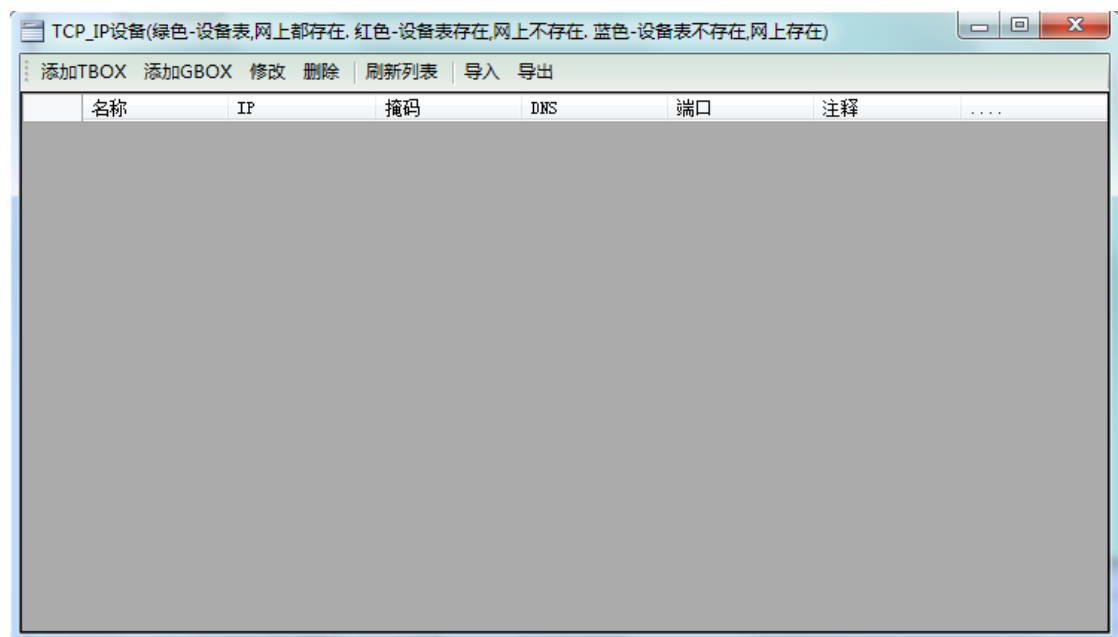 TCP_IP设备(绿色-设备表,网上都存在. 红色-设备表存在,网上不存在. 蓝色-设备表不存在,网上存在)
添加TBOX 添加GBOX 修改 删除 刷新列表 导入 导出
名称 IP 掩码 DNS 端口 注释 ....